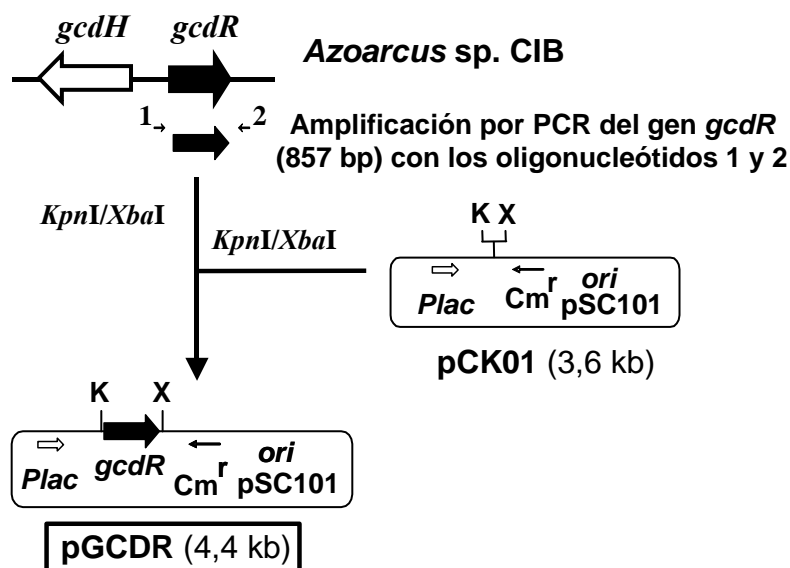 gcdH gcdR
Azoarcus sp. CIB
1 2
Amplificación por PCR del gen gcdR
(857 bp) con los oligonucleótidos 1 y 2
KpnI/XbaI
KpnI/XbaI
K X
Plac Cmr ori
pSC101
pCK01 (3,6 kb)
K X
Plac gcdR Cmr ori
pSC101
pGCDR (4,4 kb)